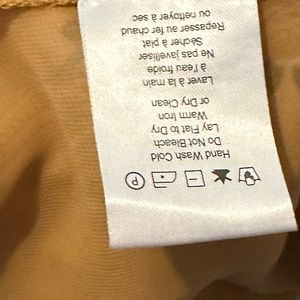 P
Hand Wash Cold
Do Not Bleach
Lay Flat to Dry
Warm Iron
or Dry Clean
Laver à la main
à l'eau froide
Ne pas javelliser
Sécher à plat
Repasser au fer chaud
ou nettoyer à sec